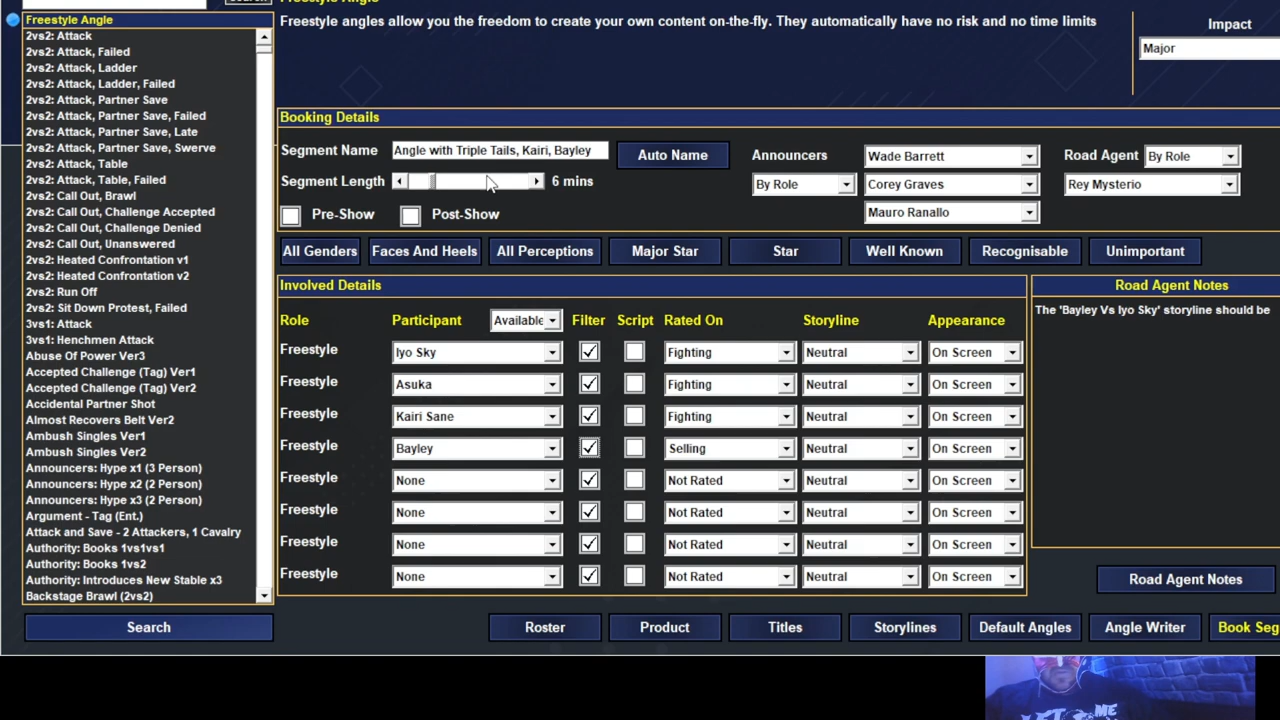 Search
Freestyle Angle
Freestyle Angle
Freestyle angles allow you the freedom to create your own content on-the-fly. They automatically have no risk and no time limits
Impact
Major
2vs2: Attack
2vs2: Attack, Failed
2vs2: Attack, Ladder
2vs2: Attack, Ladder, Failed
2vs2: Attack, Partner Save
2vs2: Attack, Partner Save, Failed
2vs2: Attack, Partner Save, Late
2vs2: Attack, Partner Save, Swerve
2vs2: Attack, Table
2vs2: Attack, Table, Failed
2vs2: Call Out, Brawl
2vs2: Call Out, Challenge Accepted
2vs2: Call Out, Challenge Denied
2vs2: Call Out, Unanswered
2vs2: Heated Confrontation v1
2vs2: Heated Confrontation v2
2vs2: Run Off
2vs2: Sit Down Protest, Failed
3vs1: Attack
3vs1: Henchmen Attack
Abuse Of Power Ver3
Accepted Challenge (Tag) Ver1
Accepted Challenge (Tag) Ver2
Accidental Partner Shot
Almost Recovers Belt Ver2
Ambush Singles Ver1
Ambush Singles Ver2
Announcers: Hype x1 (3 Person)
Announcers: Hype x2 (2 Person)
Announcers: Hype x3 (2 Person)
Argument - Tag (Ent.)
Attack and Save - 2 Attackers, 1 Cavalry
Authority: Books 1vs1vs1
Authority: Books 1vs2
Authority: Introduces New Stable x3
Backstage Brawl (2vs2)
Search
Booking Details
Segment Name Angle with Triple Tails, Kairi, Bayley Auto Name Announcers Wade Barrett Road Agent By Role
Segment Length 6 mins By Role Corey Graves Rey Mysterio
Pre-Show Post-Show Mauro Ranallo
All Genders Faces And Heels All Perceptions Major Star Star Well Known Recognisable Unimportant
Involved Details
Role Participant Available Filter Script Rated On Storyline Appearance
Freestyle Iyo Sky Fighting Neutral On Screen
Freestyle Asuka Fighting Neutral On Screen
Freestyle Kairi Sane Fighting Neutral On Screen
Freestyle Bayley Selling Neutral On Screen
Freestyle None Not Rated Neutral On Screen
Freestyle None Not Rated Neutral On Screen
Freestyle None Not Rated Neutral On Screen
Freestyle None Not Rated Neutral On Screen
Road Agent Notes
The 'Bayley Vs Iyo Sky' storyline should be
Road Agent Notes
Roster Product Titles Storylines Default Angles Angle Writer Book Seg